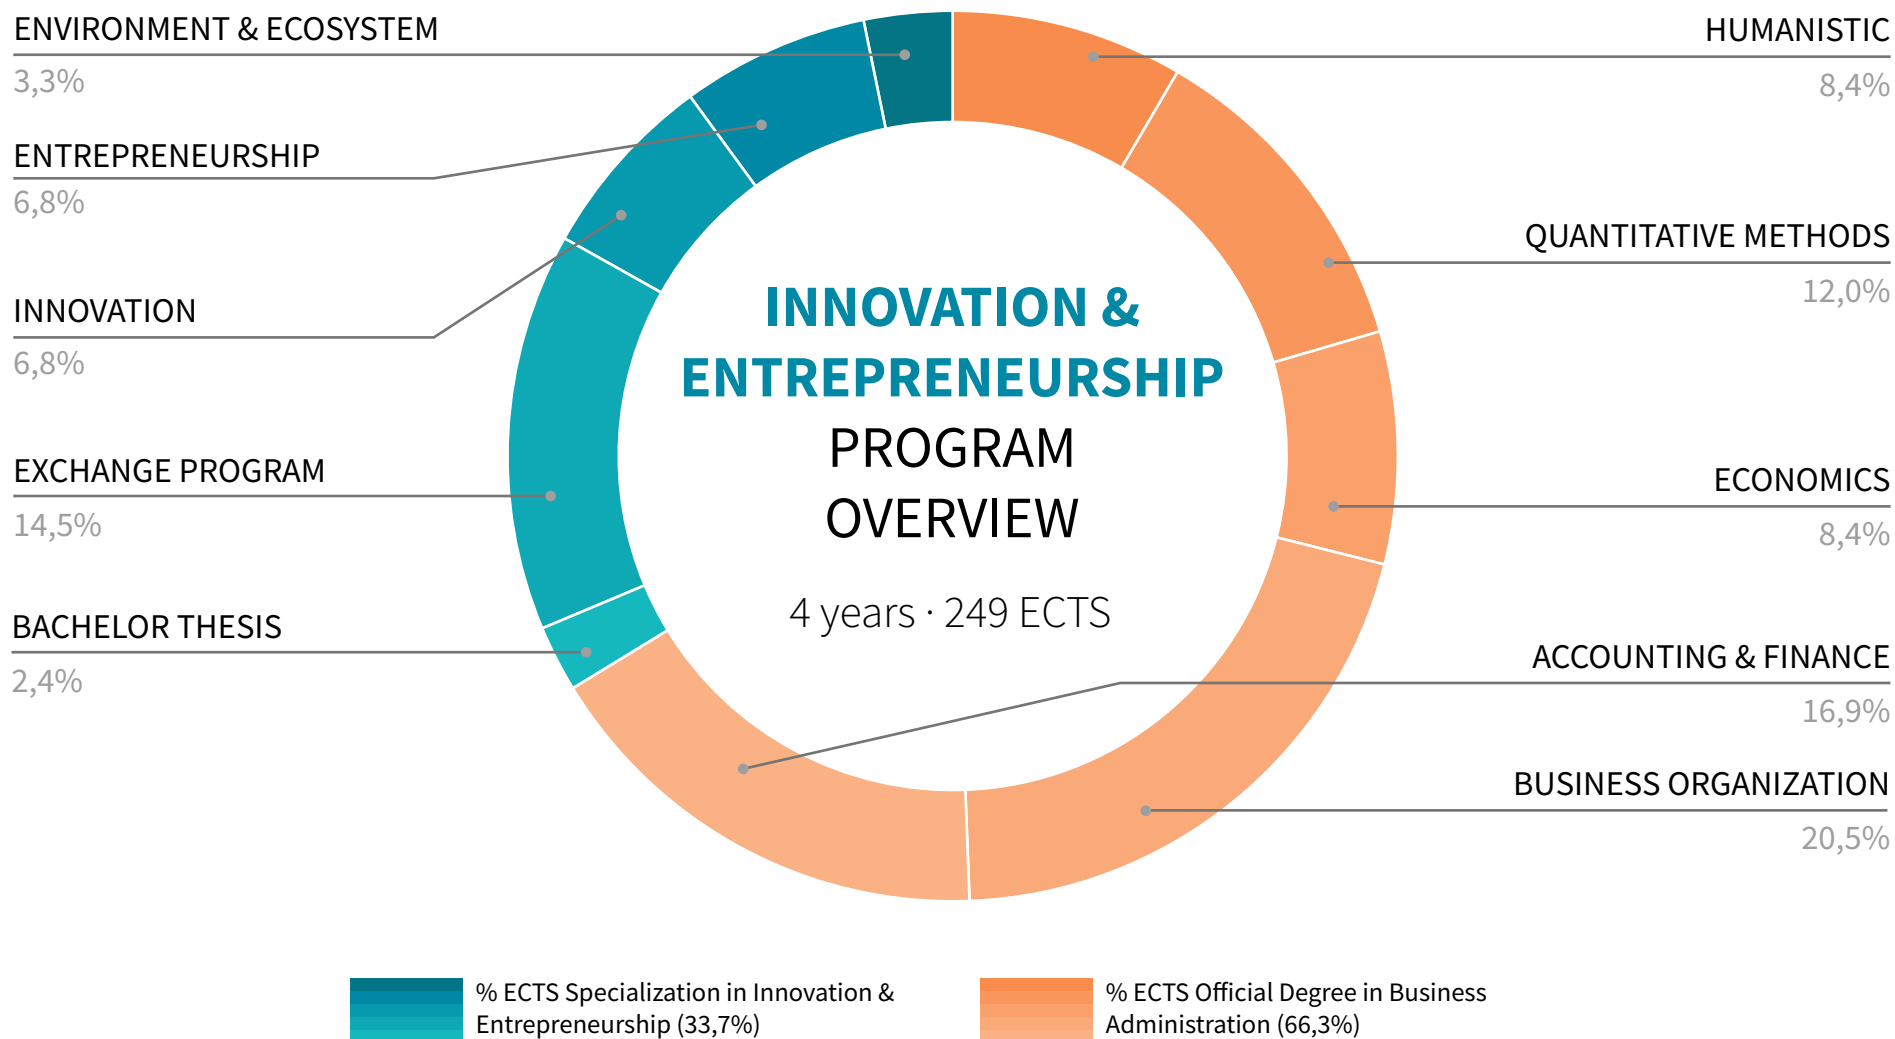 ENVIRONMENT & ECOSYSTEM
3,3%
ENTREPRENEURSHIP
6,8%
INNOVATION
6,8%
EXCHANGE PROGRAM
14,5%
BACHELOR THESIS
2,4%
INNOVATION &
ENTREPRENEURSHIP
PROGRAM
OVERVIEW
4 years · 249 ECTS
HUMANISTIC
8,4%
QUANTITATIVE METHODS
12,0%
ECONOMICS
8,4%
ACCOUNTING & FINANCE
16,9%
BUSINESS ORGANIZATION
20,5%
% ECTS Specialization in Innovation &
Entrepreneurship (33,7%)
% ECTS Official Degree in Business
Administration (66,3%)